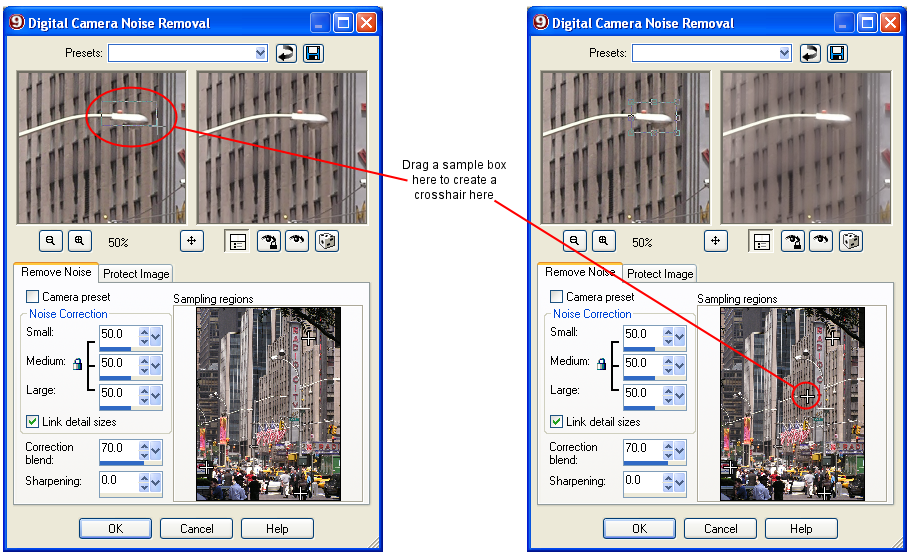 9 Digital Camera Noise Removal
Presets:
50%
Remove Noise
Protect Image
Camera preset
Sampling regions
Noise Correction
Small:
50.0
Medium:
50.0
Large:
50.0
Link detail sizes
Correction
blend:
70.0
Sharpening:
0.0
OK
Cancel
Help
Drag a sample box
here to create a
crosshair here
9 Digital Camera Noise Removal
Presets:
50%
Remove Noise
Protect Image
Camera preset
Sampling regions
Noise Correction
Small:
50.0
Medium:
50.0
Large:
50.0
Link detail sizes
Correction
blend:
70.0
Sharpening:
0.0
OK
Cancel
Help